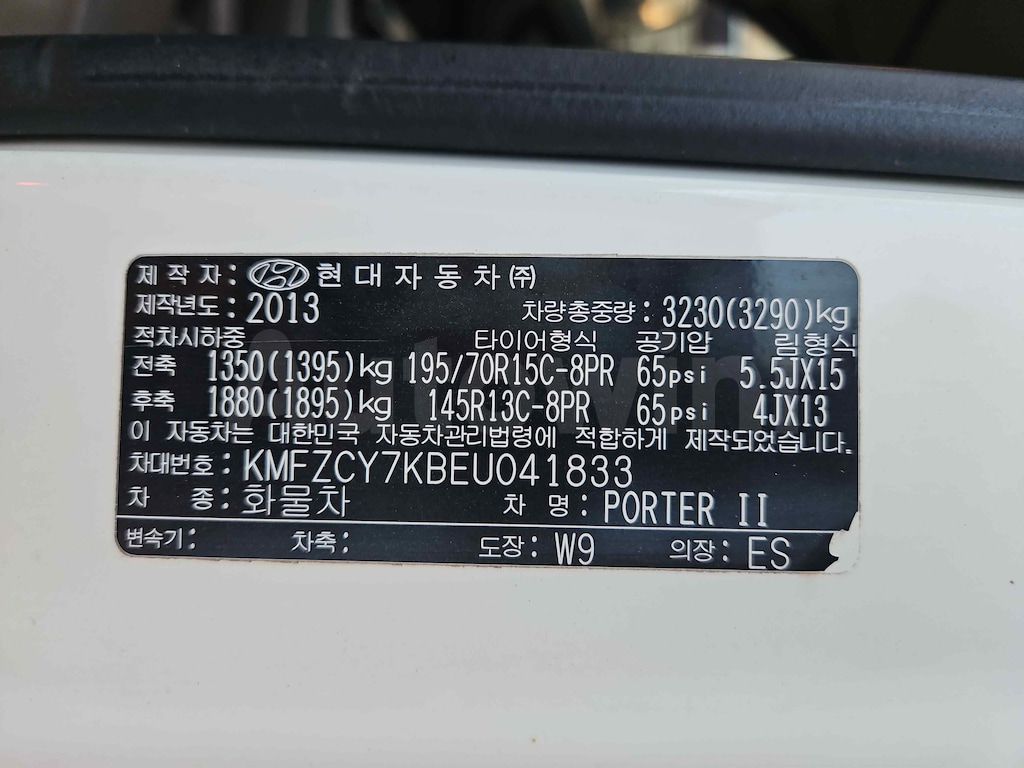 제 작 자 : 현 대 자 동 차 ㈜
제작년도 : 2013 차량총중량 : 3230(3290)kg
적차시하중 타이어형식 공기압 림형식
전축 1350(1395)kg 195/70R15C-8PR 65psi 5.5JX15
후축 1880(1895)kg 145R13C-8PR 65psi 4JX13
이 자동차는 대한민국 자동차관리법령에 적합하게 제작되었습니다.
차대번호 : KMFZCY7KBEU041833
차 종 : 화물차 차 명 : PORTER II
변속기 : 차축 : 도장 : W9 의장 : ES